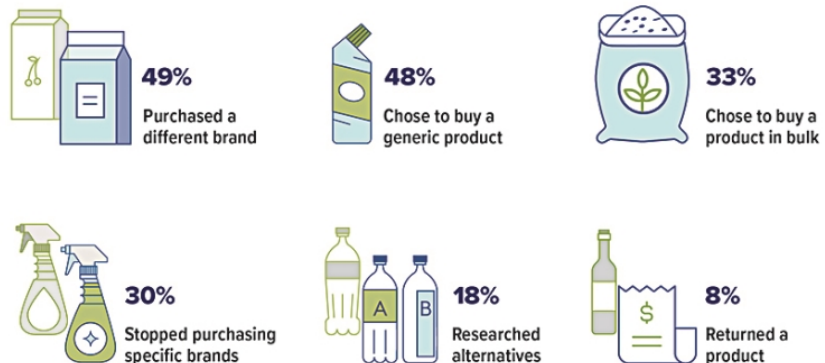 49%
Purchased a
different brand
48%
Chose to buy a
generic product
33%
Chose to buy a
product in bulk
30%
Stopped purchasing
specific brands
A
B
18%
Researched
alternatives
$
8%
Returned a
product